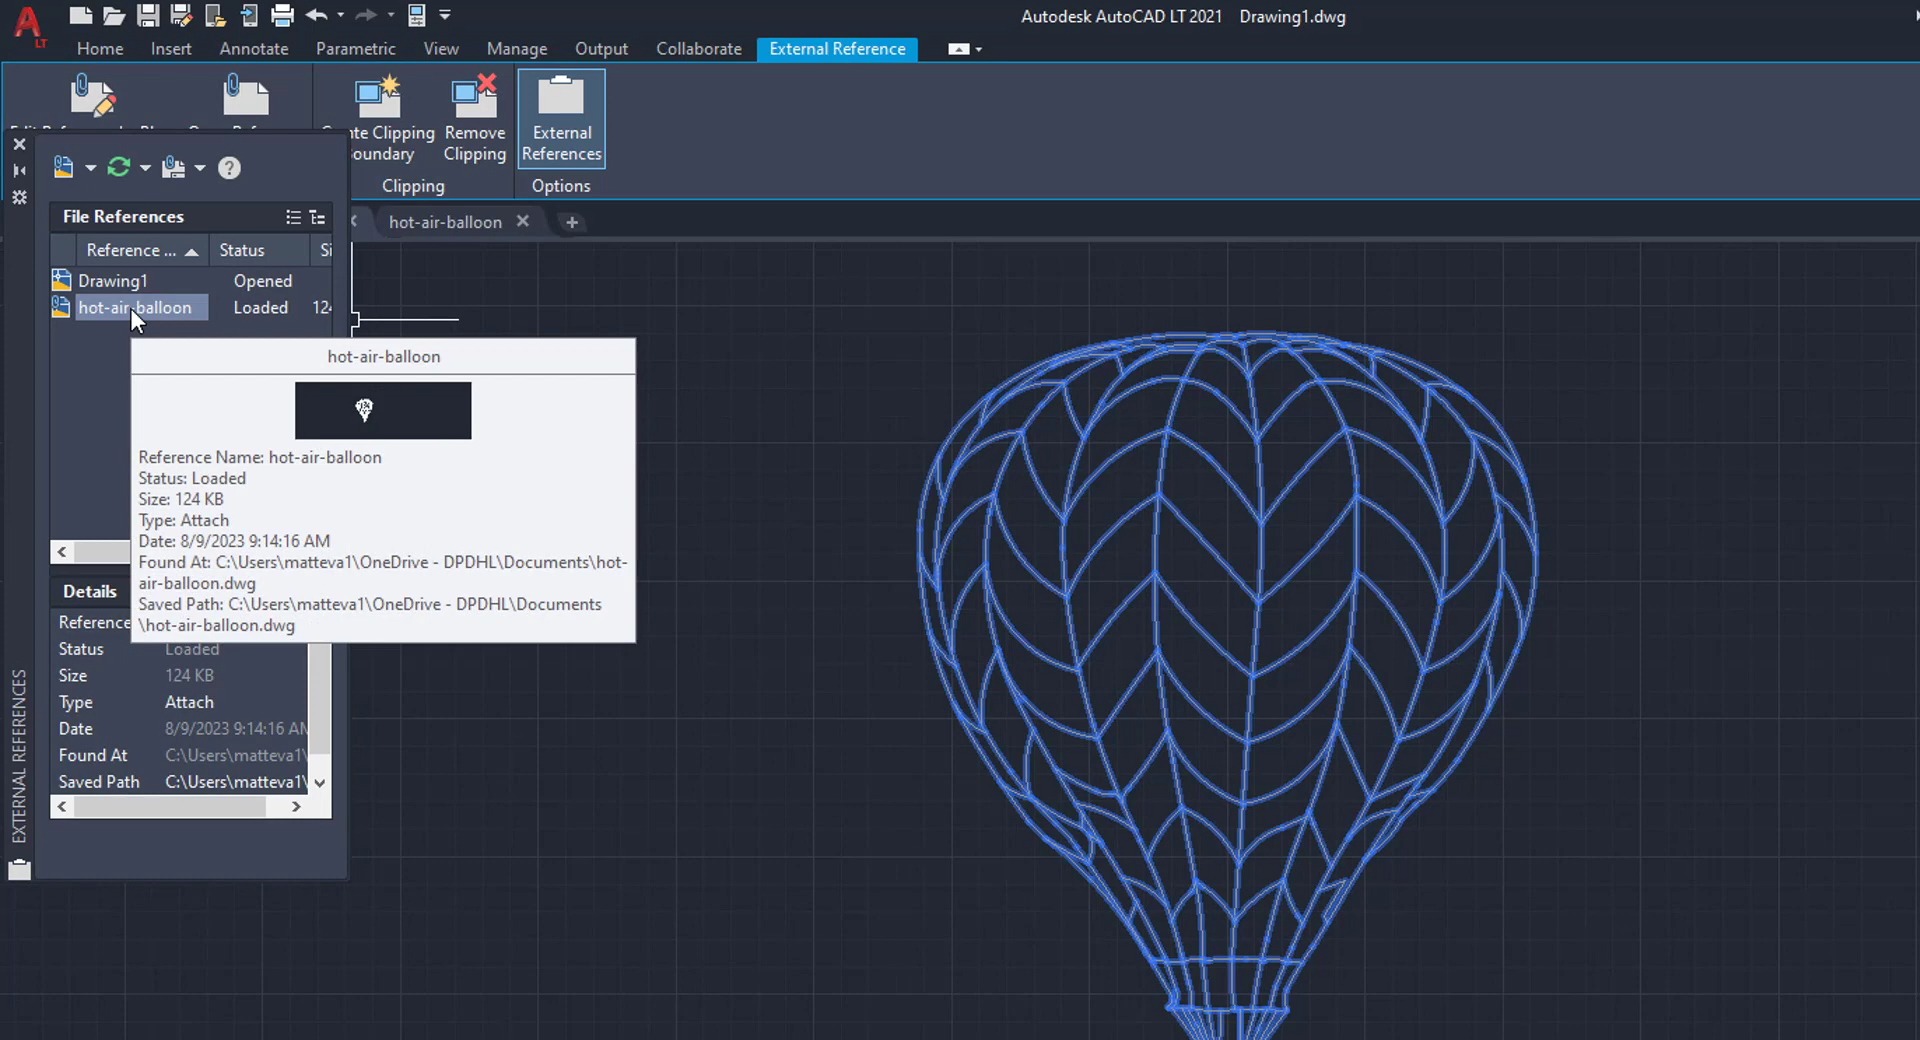 Autodesk AutoCAD LT 2021 Drawing1.dwg
LT
Home Insert Annotate Parametric View Manage Output Collaborate External Reference
Create Clipping Boundary
Remove Clipping
External References
Clipping
Options
hot-air-balloon
File References
Reference ... Status Si
Drawing1 Opened
hot-air-balloon Loaded 124
hot-air-balloon
Reference Name: hot-air-balloon
Status: Loaded
Size: 124 KB
Type: Attach
Date: 8/9/2023 9:14:16 AM
Found At: C:\Users\matteva1\OneDrive - DPDHL\Documents\hot-
air-balloon.dwg
Saved Path: C:\Users\matteva1\OneDrive - DPDHL\Documents
\hot-air-balloon.dwg
Details
Reference
Status Loaded
Size 124 KB
Type Attach
Date 8/9/2023 9:14:16 AM
Found At C:\Users\matteva1\
Saved Path C:\Users\matteva1\
EXTERNAL REFERENCES